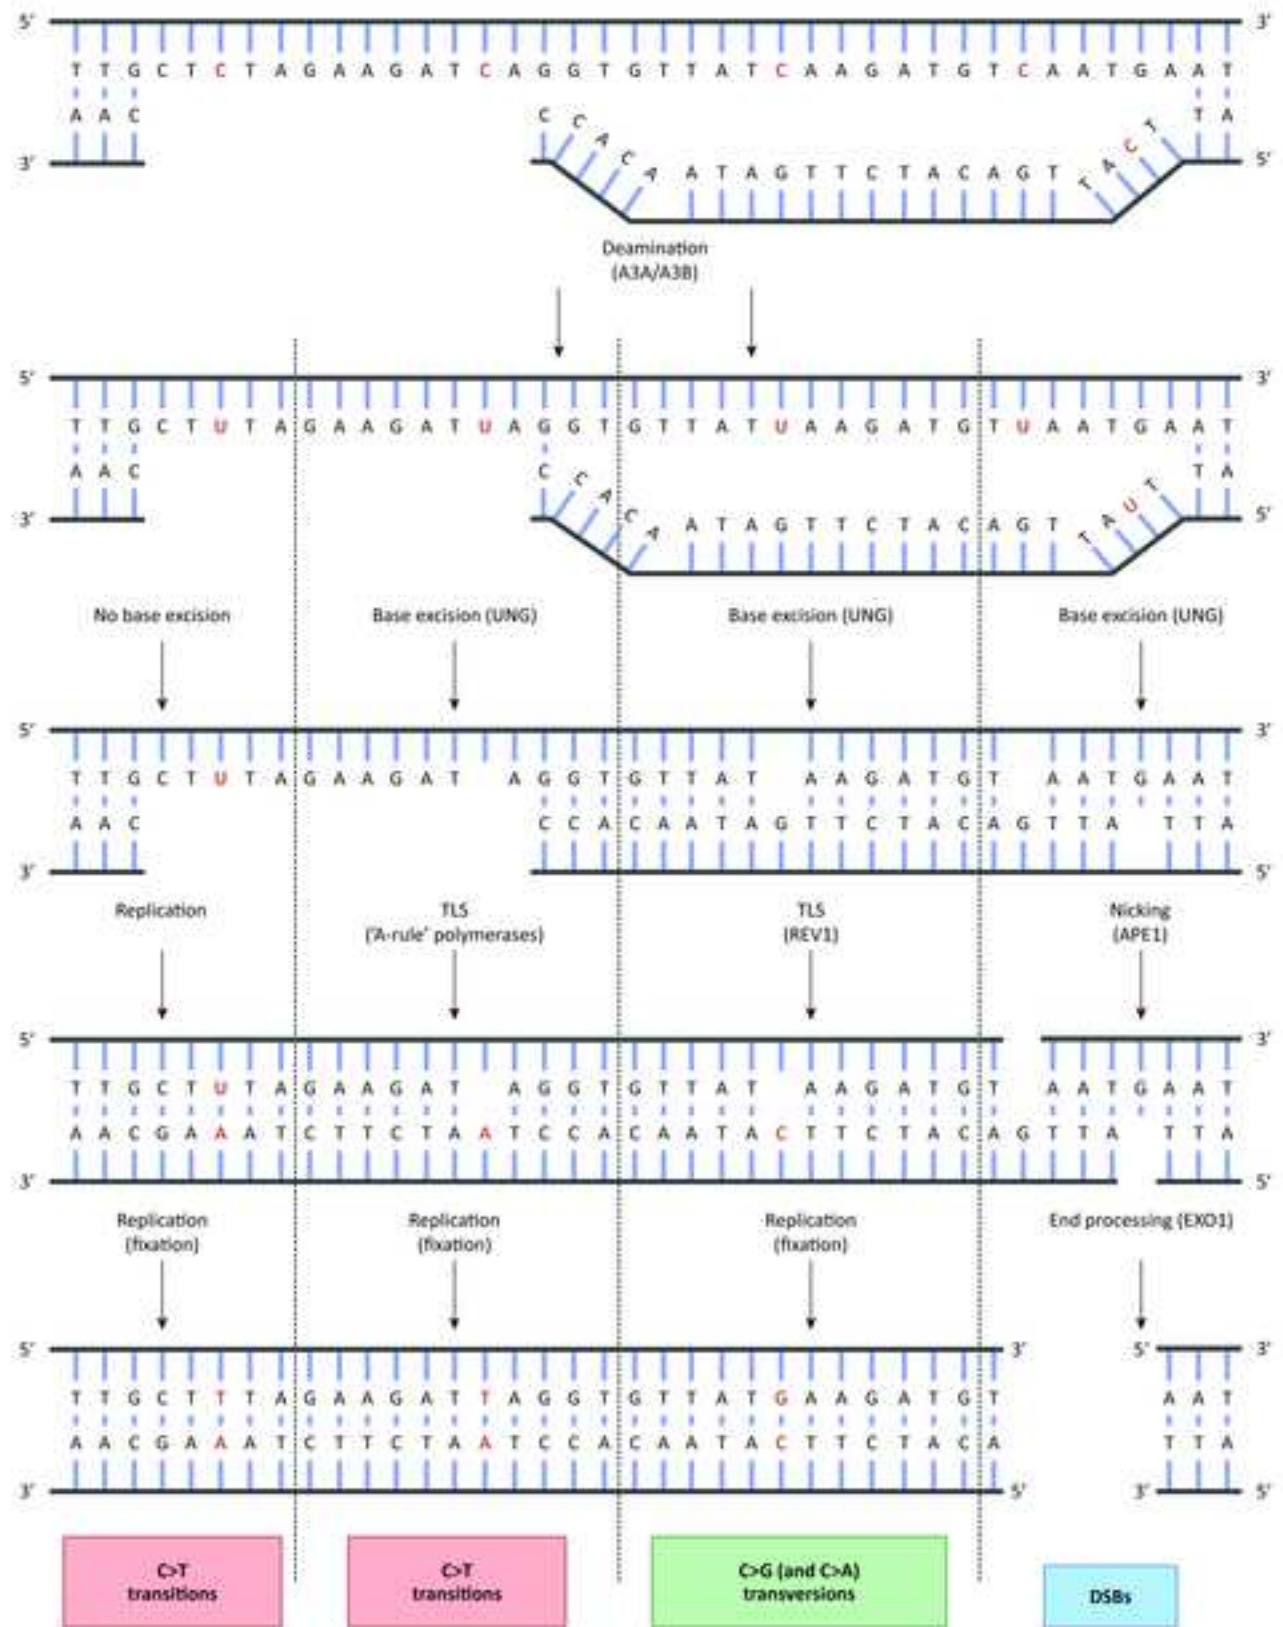 5' 3'
T T G C T C T A G A A G A T C A G G T G T T A T C A A G A T G T C A A T G A A T
A A C C C A C A A T A G T T C T A C A G T T A C T T A
3' 5'
Deamination
(A3A/A3B)
5' 3'
T T G C T U T A G A A G A T U A G G T G T T A T U A A G A T G T U A A T G A A T
A A C C C A C A A T A G T T C T A C A G T T A U T T A
3' 5'
No base excision Base excision (UNG) Base excision (UNG) Base excision (UNG)
5' 3'
T T G C T U T A G A A G A T A G G T G T T A T A A G A T G T A A T G A A T
A A C C C A C A A T A G T T C T A C A G T T A T T A
3' 5'
Replication TLS TLS Nicking
('A-rule' polymerases) (REV1) (APE1)
5' 3'
T T G C T U T A G A A G A T A G G T G T T A T A A G A T G T A A T G A A T
A A C G A A A T C T T C T A A T C C A C A A T A C T T C T A C A G T T A T T A
3' 5'
Replication Replication Replication End processing (EXO1)
(fixation) (fixation) (fixation)
5' 3' 5' 3'
T T G C T T T A G A A G A T T A G G T G T T A T G A A G A T G T A A T
A A C G A A A T C T T C T A A T C C A C A A T A C T T C T A C A T T A
3' 5' 3' 5'
C>T C>T C>G (and C>A)
transitions transitions transversions DSBs